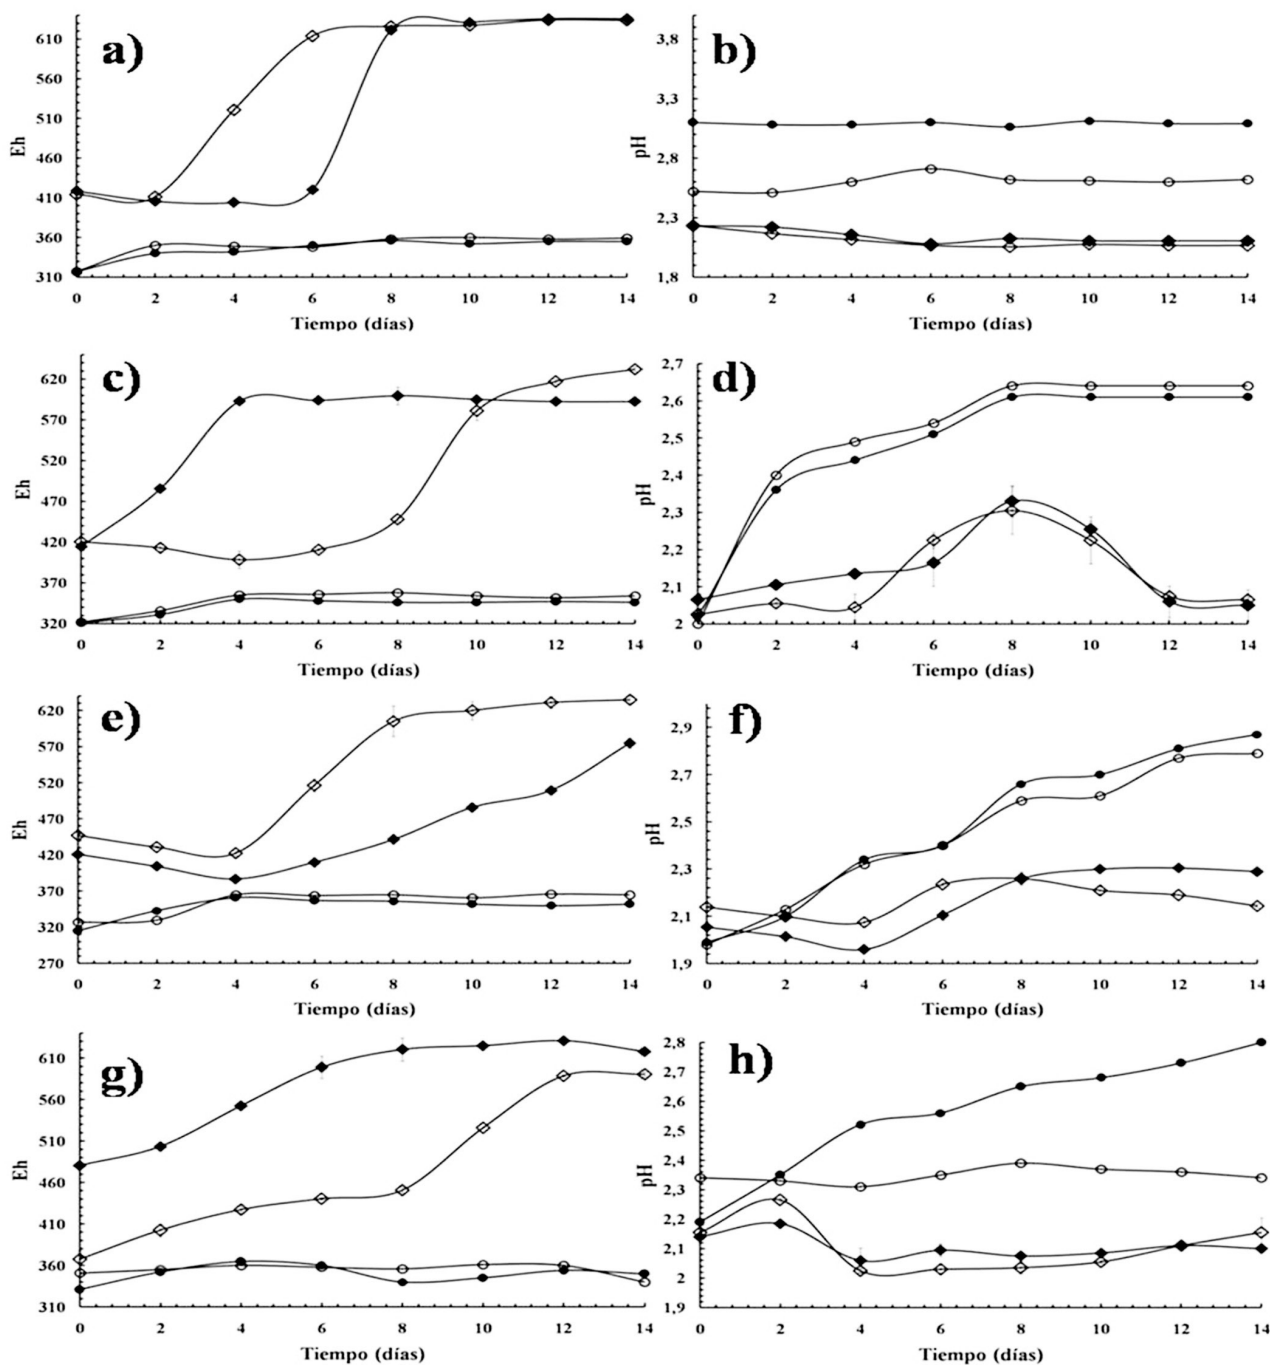 a)
610
560
510
460
410
360
310
Eh
0 2 4 6 8 10 12 14
Tiempo (días)
b)
3,8
3,3
2,8
2,3
1,8
pH
0 2 4 6 8 10 12 14
Tiempo (días)
c)
620
570
520
470
420
370
320
Eh
0 2 4 6 8 10 12 14
Tiempo (días)
d)
2,7
2,6
2,5
2,4
2,3
2,2
2,1
2
pH
0 2 4 6 8 10 12 14
Tiempo (días)
e)
620
570
520
470
420
370
320
270
Eh
0 2 4 6 8 10 12 14
Tiempo (días)
f)
2,9
2,7
2,5
2,3
2,1
1,9
pH
0 2 4 6 8 10 12 14
Tiempo (días)
g)
610
560
510
460
410
360
310
Eh
0 2 4 6 8 10 12 14
Tiempo (días)
h)
2,8
2,7
2,6
2,5
2,4
2,3
2,2
2,1
2
1,9
pH
0 2 4 6 8 10 12 14
Tiempo (días)